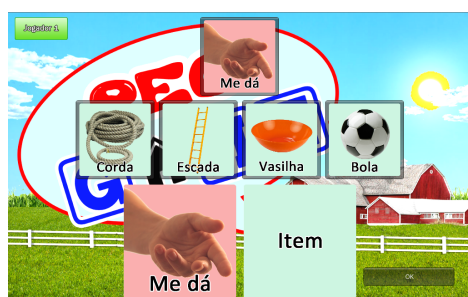 Jogador 1
Me dá
Corda
Escada
Vasilha
Bola
Me dá
Item
OK